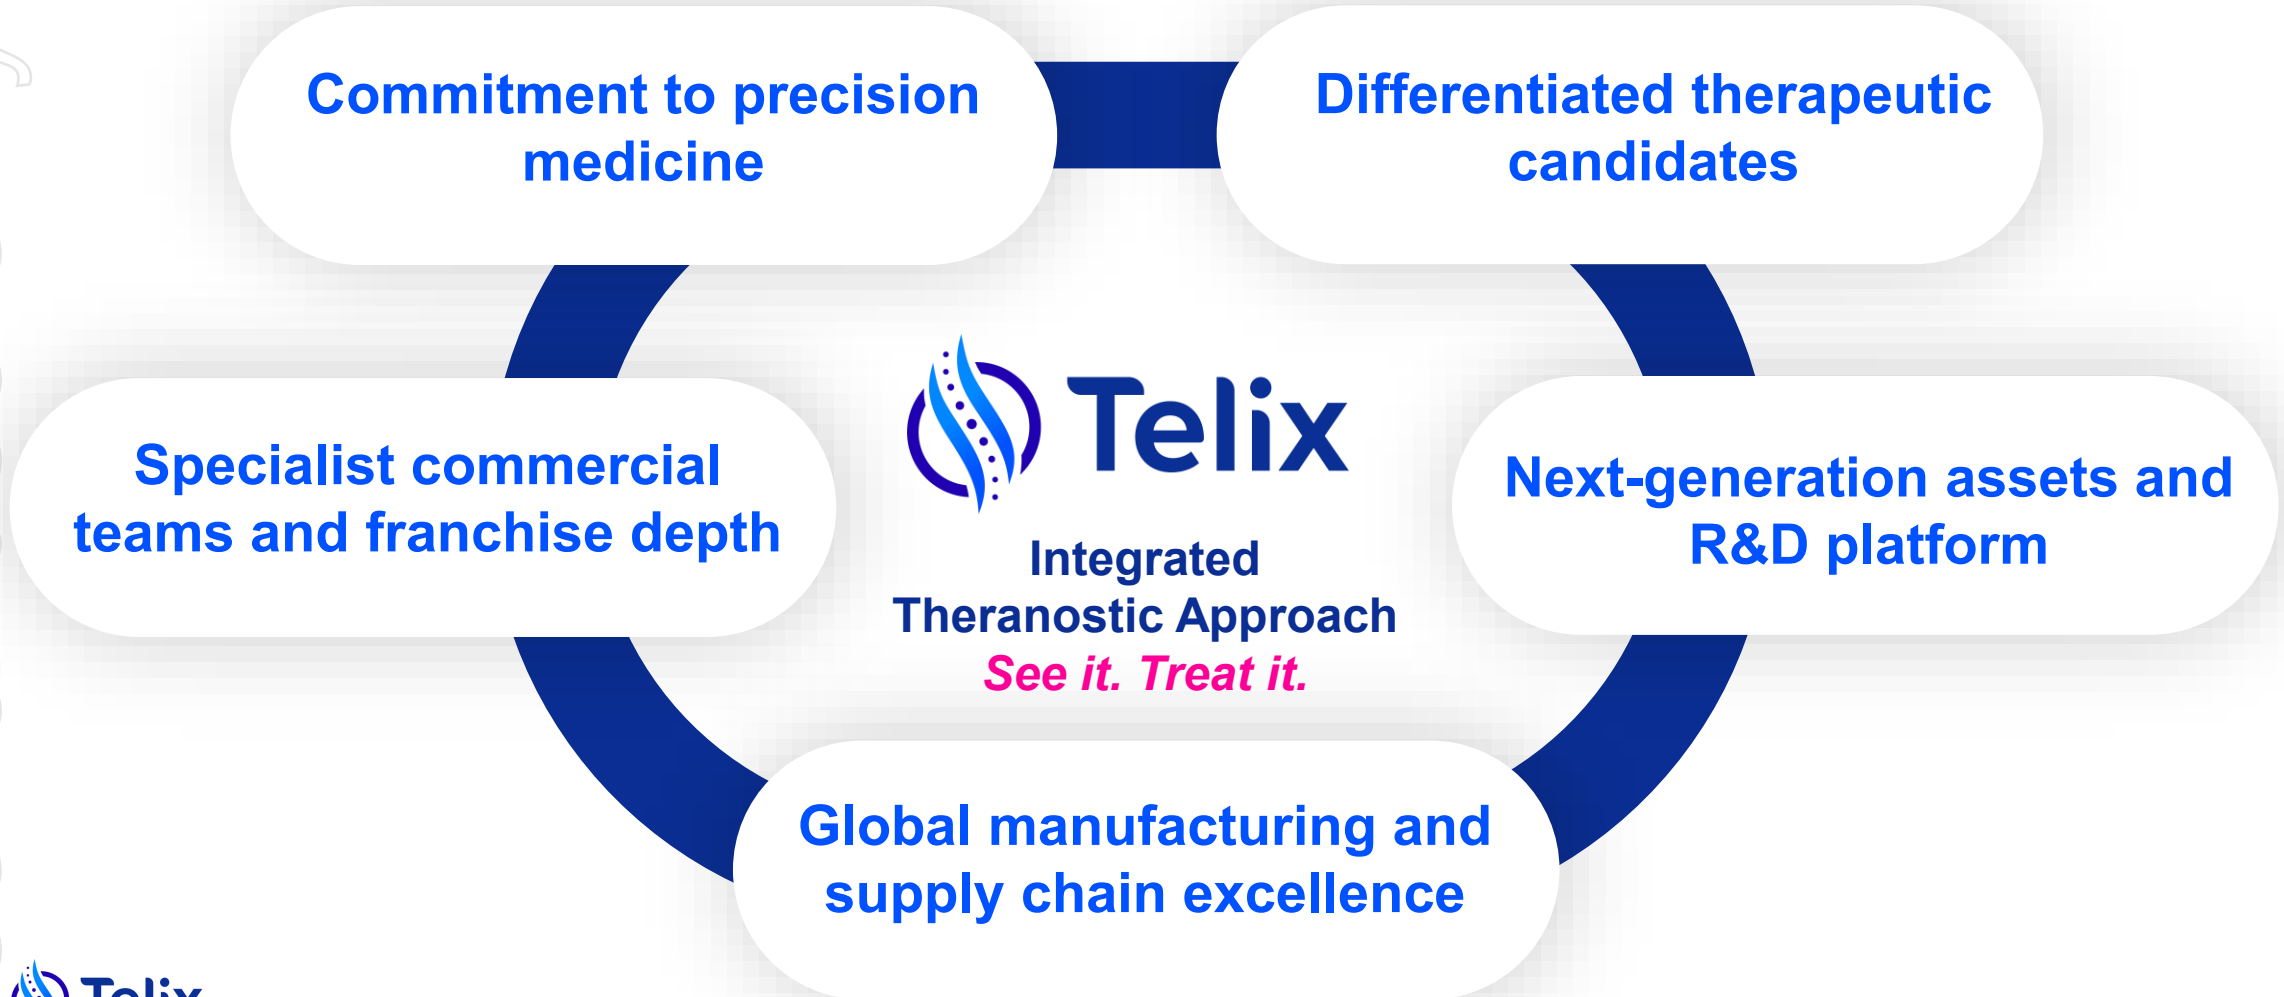 Commitment to precision
medicine
Differentiated therapeutic
candidates
Specialist commercial
teams and franchise depth
Telix
Integrated
Theranostic Approach
See it. Treat it.
Next-generation assets and
R&D platform
Global manufacturing and
supply chain excellence
Telix